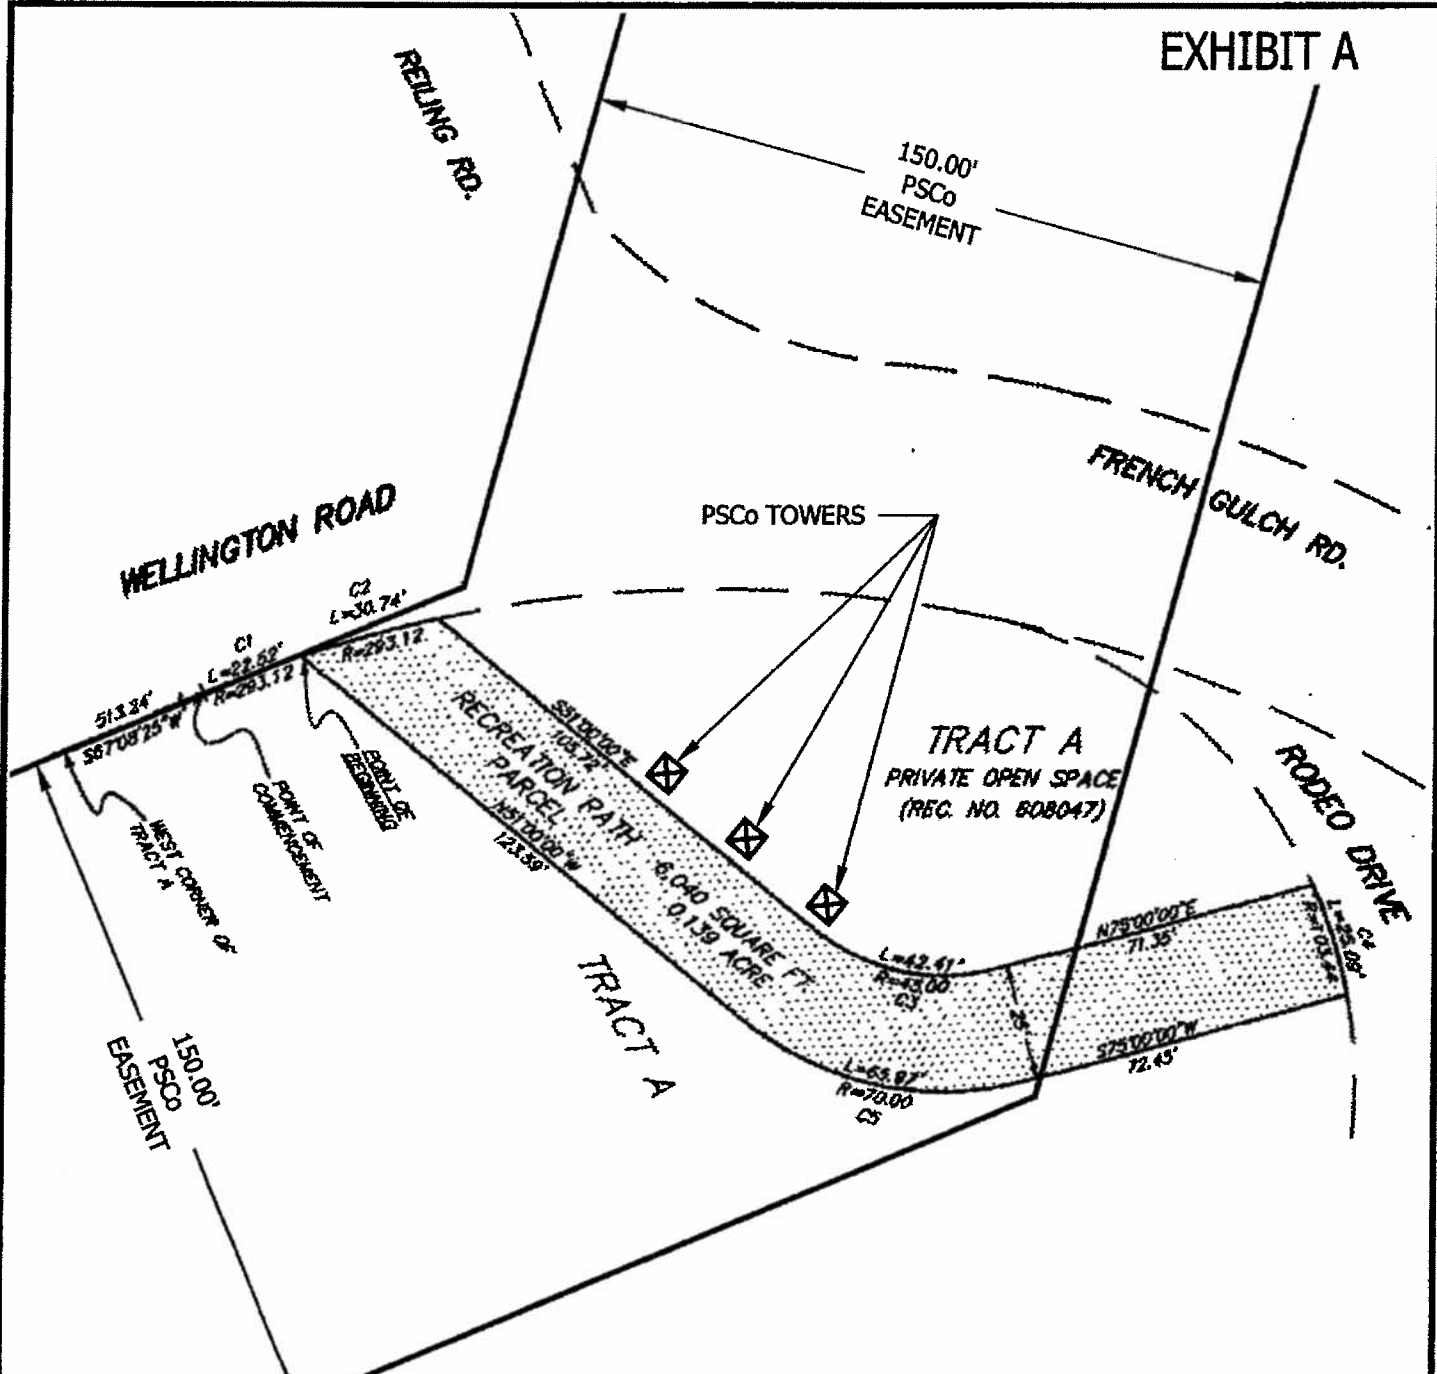 EXHIBIT A
REILING RD.
150.00'
PSCo
EASEMENT
FRENCH GULCH RD.
WELLINGTON ROAD
PSCo TOWERS
C2
L=30.74'
R=293.12
C1
L=22.52'
R=293.12
513.24'
S67°08'25"W
WEST CORNER OF
TRACT A
POINT OF
COMMENCEMENT
POINT OF
BEGINNING
S51°00'00"E
105.72'
RECREATION PATH
PARCEL
N51°00'00"W
123.39'
6,040 SQUARE FT.
0.139 ACRE
TRACT A
PRIVATE OPEN SPACE
(REC. NO. 608047)
RODEO DRIVE
N75°00'00"E
71.35'
C4
L=25.09'
S75°00'00"W
72.45'
25'
L=42.41'
C3
L=65.97'
R=70.00
C5
TRACT A
150.00'
PSCo
EASEMENT